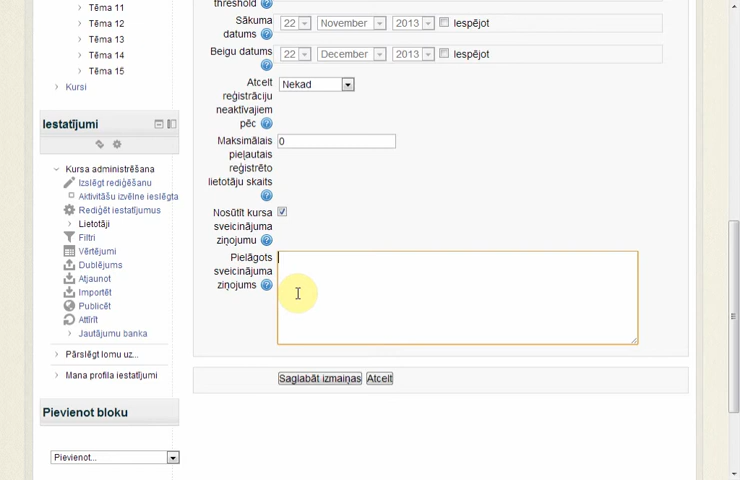 Tēma 11
Tēma 12
Tēma 13
Tēma 14
Tēma 15
Kursi
Iestatījumi
Kursa administrēšana
Izslēgt rediģēšanu
Aktivitāšu izvēlne ieslēgta
Rediģēt iestatījumus
Lietotāji
Filtri
Vērtējumi
Dublējums
Atjaunot
Importēt
Publicēt
Attīrīt
Jautājumu banka
Pārslēgt lomu uz...
Mana profila iestatījumi
Pievienot bloku
Pievienot...
threshold
Sākuma
datums
22 November 2013 Iespējot
Beigu datums
22 December 2013 Iespējot
Atcelt
reģistrāciju
neaktīvajiem
pēc
Nekad
Maksimālais
pieļautais
reģistrēto
lietotāju skaits
0
Nosūtīt kursa
sveicinājuma
ziņojumu
Pielāgots
sveicinājuma
ziņojums
Saglabāt izmaiņas Atcelt